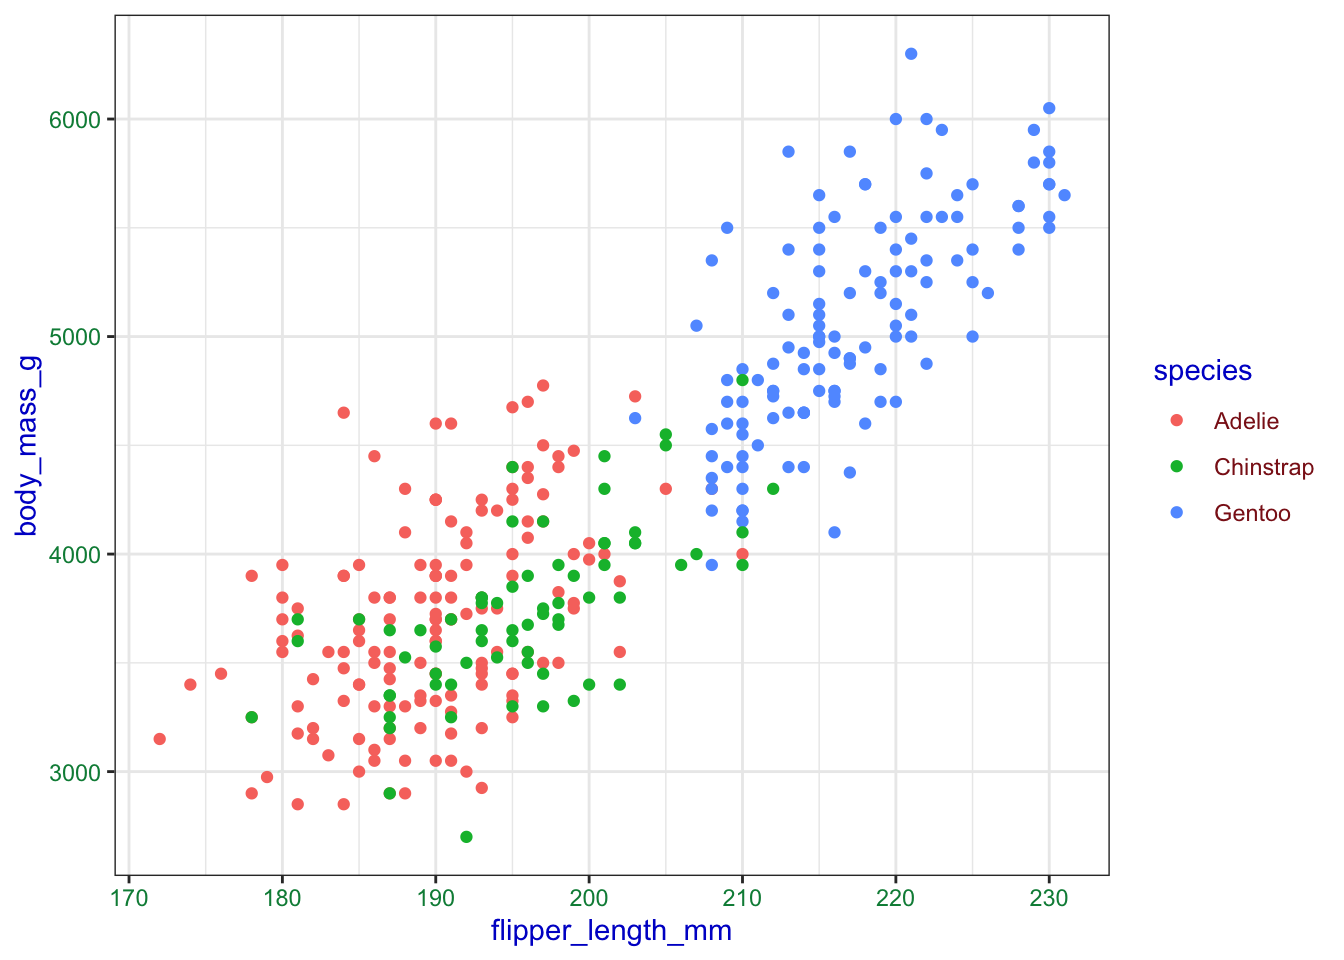 6000
5000
4000
3000
body_mass_g
170 180 190 200 210 220 230
flipper_length_mm
species
Adelie
Chinstrap
Gentoo